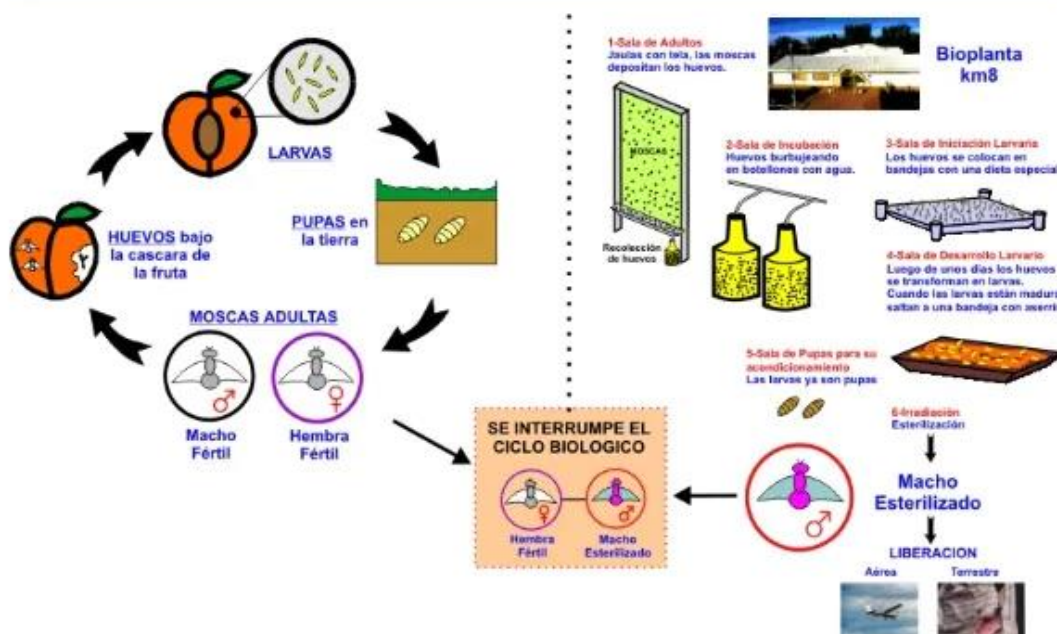 LARVAS
HUEVOS bajo
la cascara de
la fruta
PUPAS en
la tierra
MOSCAS ADULTAS
Macho
Fértil
Hembra
Fértil
SE INTERRUMPE EL
CICLO BIOLOGICO
Hembra
Fértil
Macho
Esterilizado
1-Sala de Adultos
Jaulas con tela, las moscas
depositan los huevos.
MOSCAS
Recolección
de huevos
Bioplanta
km8
2-Sala de Incubación
Huevos burbujeando
en botellones con agua.
3-Sala de Iniciación Larvaria
Los huevos se colocan en
bandejas con una dieta especial
4-Sala de Desarrollo Larvario
Luego de unos días los huevos
se transforman en larvas.
Cuando las larvas están madura
saltan a una bandeja con aserrí
5-Sala de Pupas para su
acondicionamiento
Las larvas ya son pupas
6-Irradiación
Esterilización
Macho
Esterilizado
LIBERACION
Aérea
Terrestre